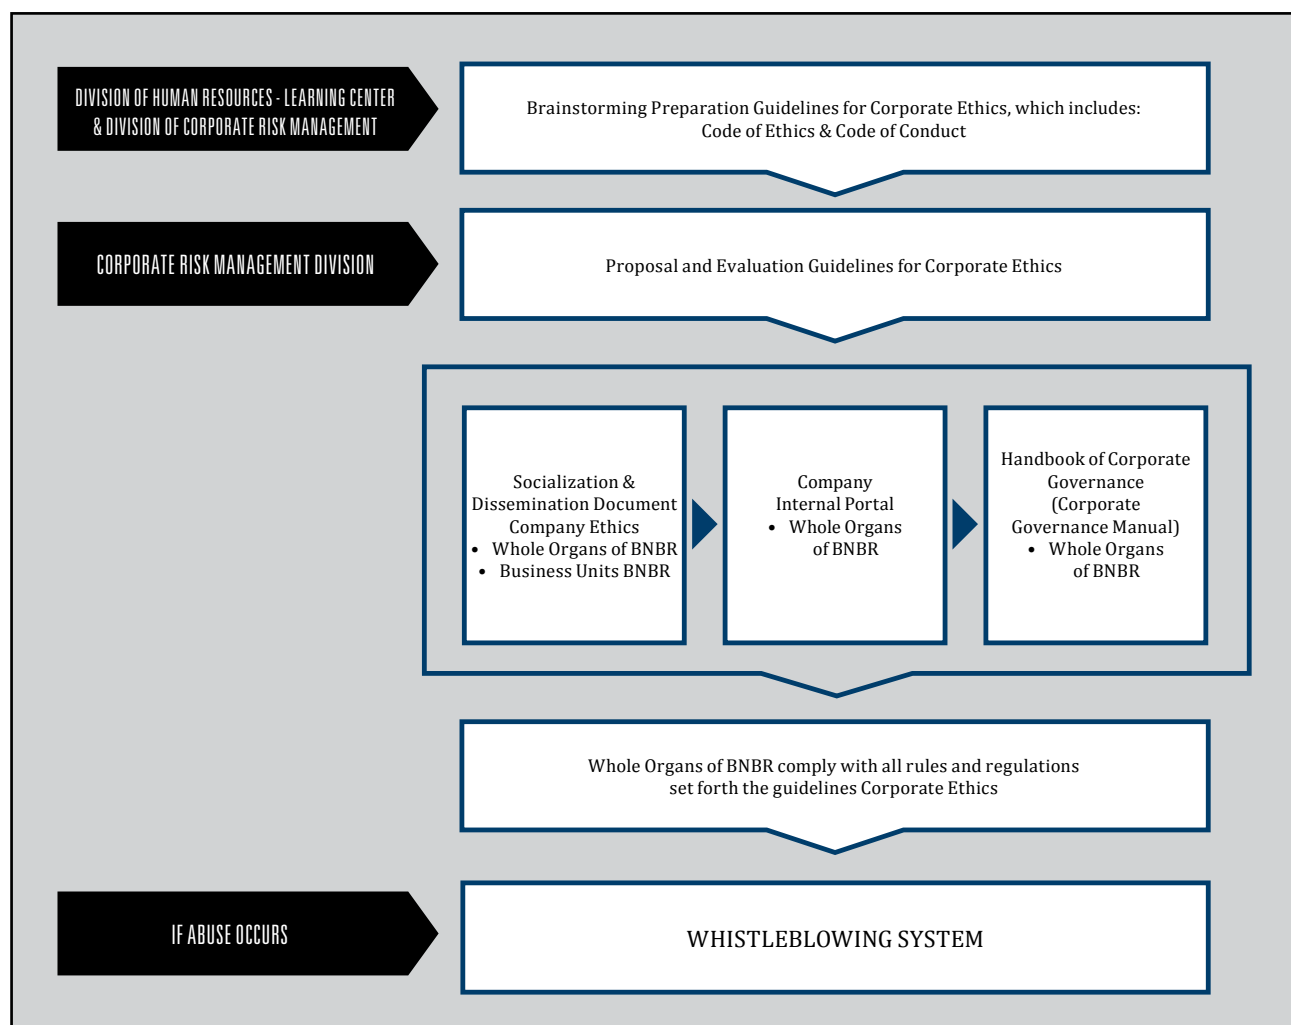 DIVISION OF HUMAN RESOURCES - LEARNING CENTER
& DIVISION OF CORPORATE RISK MANAGEMENT
Brainstorming Preparation Guidelines for Corporate Ethics, which includes:
Code of Ethics & Code of Conduct
CORPORATE RISK MANAGEMENT DIVISION
Proposal and Evaluation Guidelines for Corporate Ethics
Socialization &
Dissemination Document
Company Ethics
• Whole Organs of BNBR
• Business Units BNBR
Company
Internal Portal
• Whole Organs
of BNBR
Handbook of Corporate
Governance
(Corporate
Governance Manual)
• Whole Organs
of BNBR
Whole Organs of BNBR comply with all rules and regulations
set forth the guidelines Corporate Ethics
IF ABUSE OCCURS
WHISTLEBLOWING SYSTEM